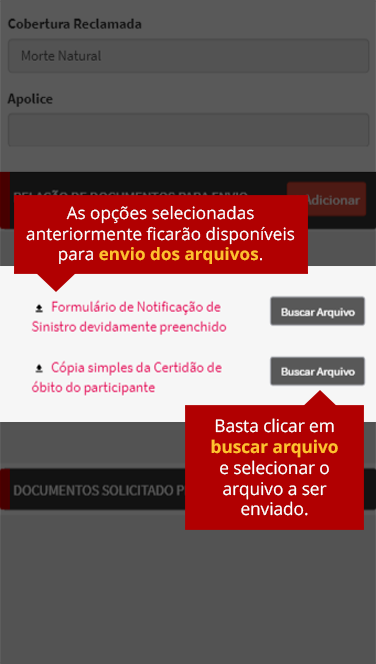 Cobertura Reclamada
Morte Natural
Apolice
RELAÇÃO DE DOCUMENTOS PARA ENVIO
Adicionar
As opções selecionadas
anteriormente ficarão disponíveis
para envio dos arquivos.
Formulário de Notificação de
Sinistro devidamente preenchido
Buscar Arquivo
Cópia simples da Certidão de
óbito do participante
Buscar Arquivo
Basta clicar em
buscar arquivo
e selecionar o
arquivo a ser
enviado.
DOCUMENTOS SOLICITADO P